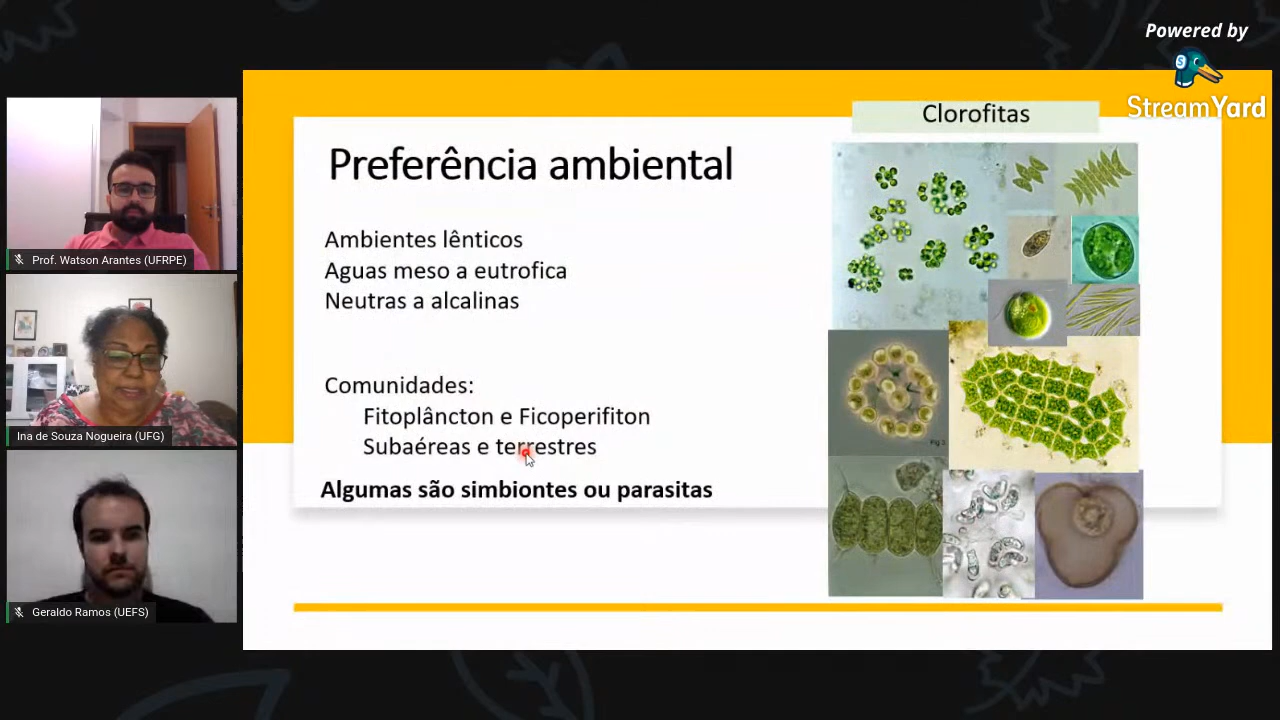 Powered by
StreamYard
Clorofitas
Preferência ambiental
Ambientes lênticos
Aguas meso a eutrofica
Neutras a alcalinas
Comunidades:
Fitoplâncton e Ficoperifiton
Subaéreas e terrestres
Algumas são simbiontes ou parasitas
Prof. Watson Arantes (UFRPE)
Ina de Souza Nogueira (UFG)
Geraldo Ramos (UEFS)